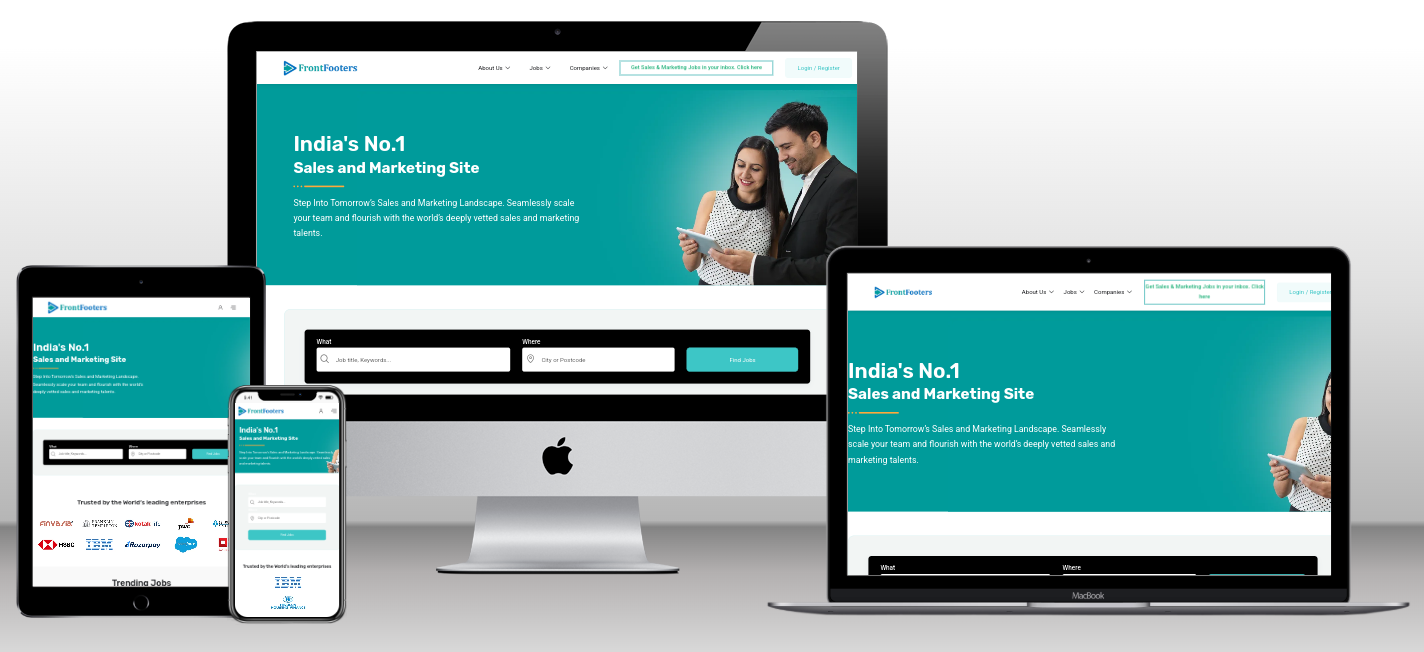 FrontFooters
About Us
Jobs
Companies
Get Sales & Marketing Jobs in your inbox. Click here
Login / Register
India's No.1
Sales and Marketing Site
Step Into Tomorrow's Sales and Marketing Landscape. Seamlessly scale
your team and flourish with the world's deeply vetted sales and marketing
talents.
What
Where
Job title, Keywords...
City or Postcode
Find Jobs
FrontFooters
India's No.1
Sales and Marketing Site
Step Into Tomorrow's Sales and Marketing Landscape.
Seamlessly scale your team and flourish with the world's
deeply vetted sales and marketing talents.
What
Where
Job title, Keywords...
City or Postcode
Trusted by the World's leading enterprises
kotak
pwc
HSBC
IBM
Razorpay
Trending Jobs
FrontFooters
India's No.1
Sales and Marketing Site
Step Into Tomorrow's Sales and Marketing Landscape. Seamlessly
scale your team and flourish with the world's deeply vetted sales
and marketing talents.
Job title, Keywords...
City or Postcode
Trusted by the World's leading enterprises
IBM
FrontFooters
About Us
Jobs
Companies
Get Sales & Marketing Jobs in your inbox. Click
here
Login / Register
India's No.1
Sales and Marketing Site
Step Into Tomorrow's Sales and Marketing Landscape. Seamlessly
scale your team and flourish with the world's deeply vetted sales and
marketing talents.
What
Where
MacBook